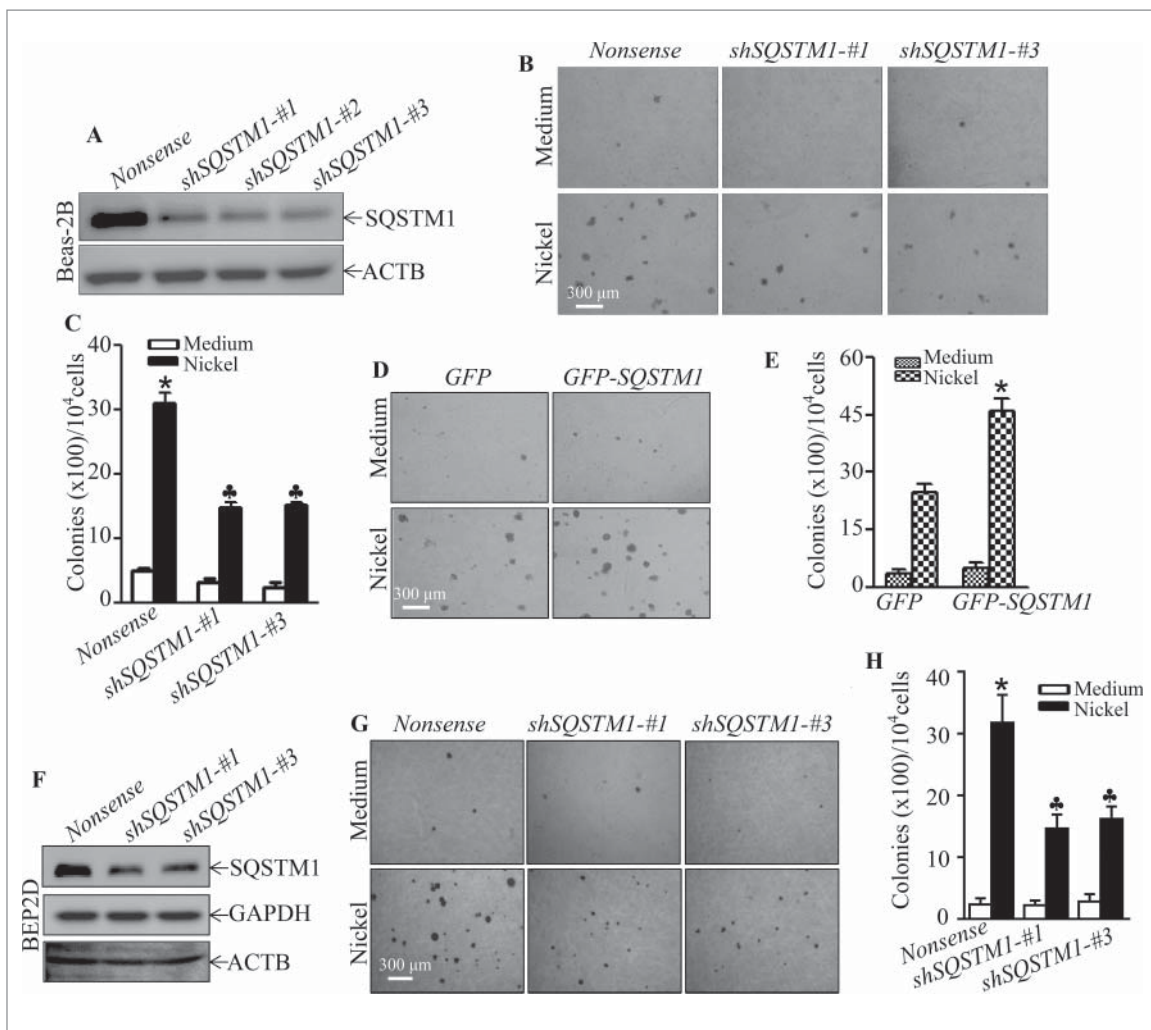 A
Nonsense
shSQSTM1-#1
shSQSTM1-#2
shSQSTM1-#3
Beas-2B
SQSTM1
ACTB
B
Nonsense shSQSTM1-#1 shSQSTM1-#3
Medium
Nickel
300 µm
C
Medium
Nickel
Colonies (x100)/10⁴cells
40
30
20
10
0
*
♣ ♣
Nonsense
shSQSTM1-#1
shSQSTM1-#3
D
GFP GFP-SQSTM1
Medium
Nickel
300 µm
E
Medium
Nickel
Colonies (x100)/10⁴cells
60
45
30
15
0
*
GFP GFP-SQSTM1
F
Nonsense
shSQSTM1-#1
shSQSTM1-#3
BEP2D
SQSTM1
GAPDH
ACTB
G
Nonsense shSQSTM1-#1 shSQSTM1-#3
Medium
Nickel
300 µm
H
Medium
Nickel
Colonies (x100)/10⁴cells
40
30
20
10
0
*
♣ ♣
Nonsense
shSQSTM1-#1
shSQSTM1-#3